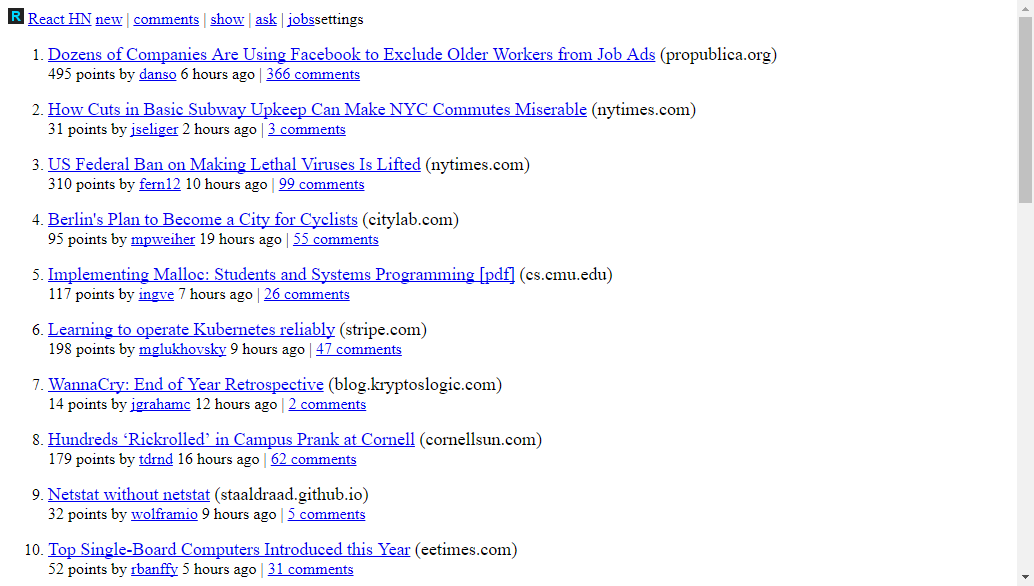 R React HN new | comments | show | ask | jobssettings
1. Dozens of Companies Are Using Facebook to Exclude Older Workers from Job Ads (propublica.org)
495 points by danso 6 hours ago | 366 comments
2. How Cuts in Basic Subway Upkeep Can Make NYC Commutes Miserable (nytimes.com)
31 points by jseliger 2 hours ago | 3 comments
3. US Federal Ban on Making Lethal Viruses Is Lifted (nytimes.com)
310 points by fern12 10 hours ago | 99 comments
4. Berlin's Plan to Become a City for Cyclists (citylab.com)
95 points by mpweiher 19 hours ago | 55 comments
5. Implementing Malloc: Students and Systems Programming [pdf] (cs.cmu.edu)
117 points by ingve 7 hours ago | 26 comments
6. Learning to operate Kubernetes reliably (stripe.com)
198 points by mglukhovsky 9 hours ago | 47 comments
7. WannaCry: End of Year Retrospective (blog.kryptoslogic.com)
14 points by jgrahamc 12 hours ago | 2 comments
8. Hundreds ‘Rickrolled’ in Campus Prank at Cornell (cornellsun.com)
179 points by tdrnd 16 hours ago | 62 comments
9. Netstat without netstat (staaldraad.github.io)
32 points by wolframio 9 hours ago | 5 comments
10. Top Single-Board Computers Introduced this Year (eetimes.com)
52 points by rbanffy 5 hours ago | 31 comments